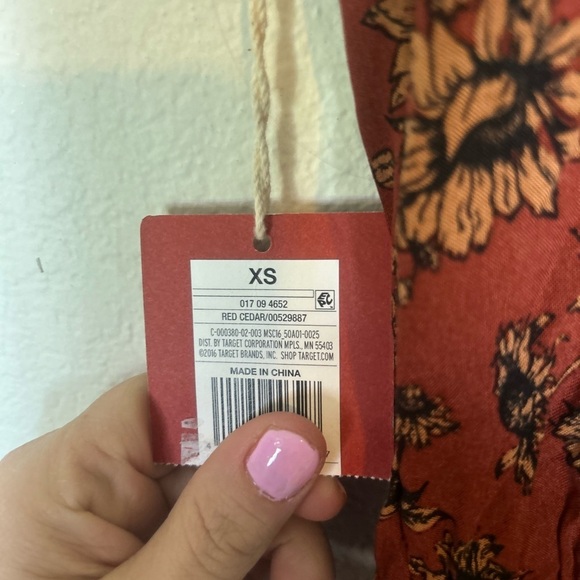 XS
017 09 4652
RED CEDAR/00529887
C-000380-02-003 MSC16_50A01-0025
DIST. BY TARGET CORPORATION MPLS., MN 55403
©2016 TARGET BRANDS, INC. SHOP TARGET.COM
MADE IN CHINA